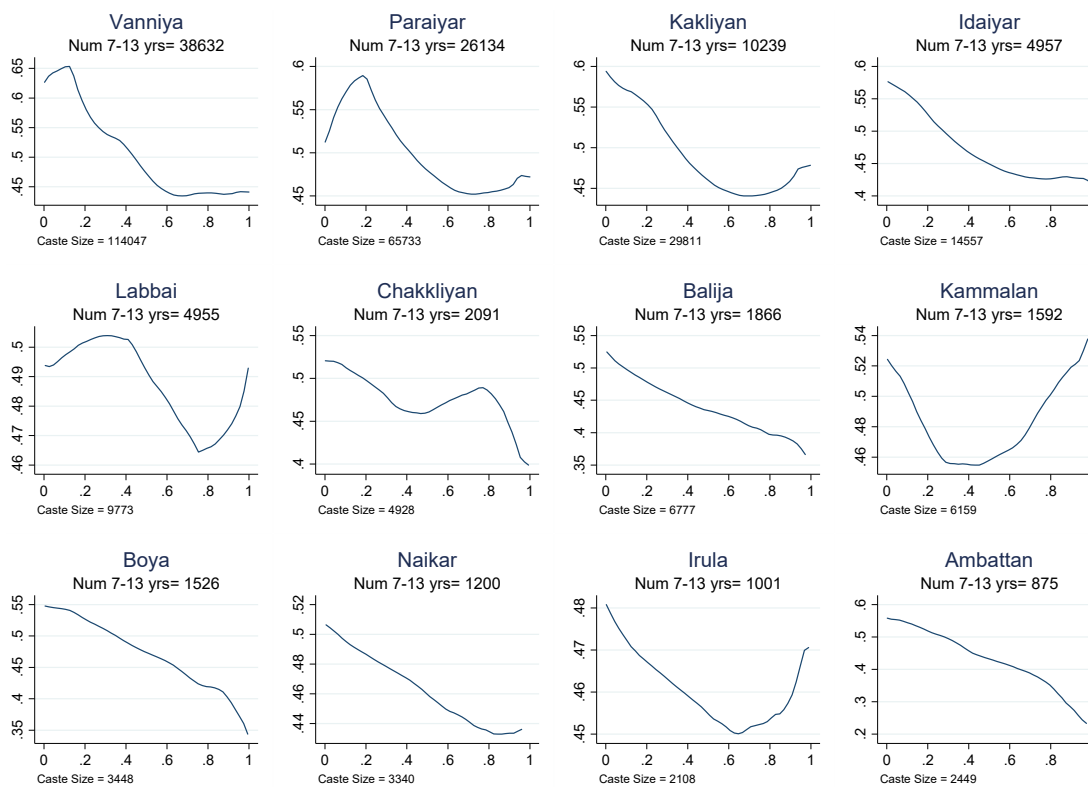 Vanniya
Num 7-13 yrs= 38632
.45 .5 .55 .6 .65
0 .2 .4 .6 .8 1
Caste Size = 114047
Paraiyar
Num 7-13 yrs= 26134
.45 .5 .55 .6
0 .2 .4 .6 .8 1
Caste Size = 65733
Kakliyan
Num 7-13 yrs= 10239
.45 .5 .55 .6
0 .2 .4 .6 .8 1
Caste Size = 29811
Idaiyar
Num 7-13 yrs= 4957
.4 .45 .5 .55 .6
0 .2 .4 .6 .8 1
Caste Size = 14557
Labbai
Num 7-13 yrs= 4955
.46 .47 .48 .49 .5
0 .2 .4 .6 .8 1
Caste Size = 9773
Chakkliyan
Num 7-13 yrs= 2091
.4 .45 .5 .55
0 .2 .4 .6 .8 1
Caste Size = 4928
Balija
Num 7-13 yrs= 1866
.35 .4 .45 .5 .55
0 .2 .4 .6 .8 1
Caste Size = 6777
Kammalan
Num 7-13 yrs= 1592
.46 .48 .5 .52 .54
0 .2 .4 .6 .8
Caste Size = 6159
Boya
Num 7-13 yrs= 1526
.35 .4 .45 .5 .55
0 .2 .4 .6 .8 1
Caste Size = 3448
Naikar
Num 7-13 yrs= 1200
.44 .46 .48 .5 .52
0 .2 .4 .6 .8 1
Caste Size = 3340
Irula
Num 7-13 yrs= 1001
.45 .46 .47 .48
0 .2 .4 .6 .8 1
Caste Size = 2108
Ambattan
Num 7-13 yrs= 875
.2 .3 .4 .5 .6
0 .2 .4 .6 .8 1
Caste Size = 2449